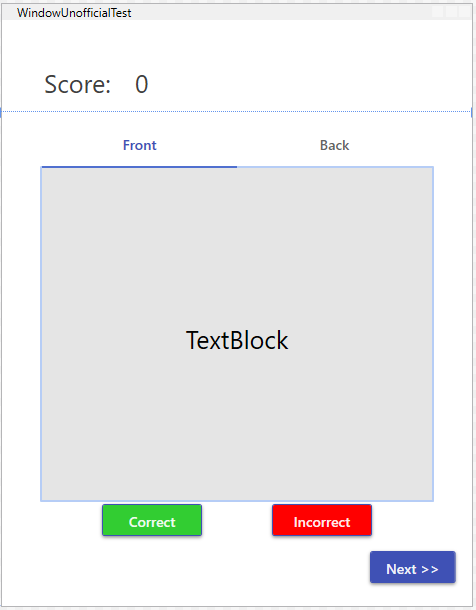 WindowUnofficialTest
Score: 0
Front Back
TextBlock
Correct Incorrect
Next >>